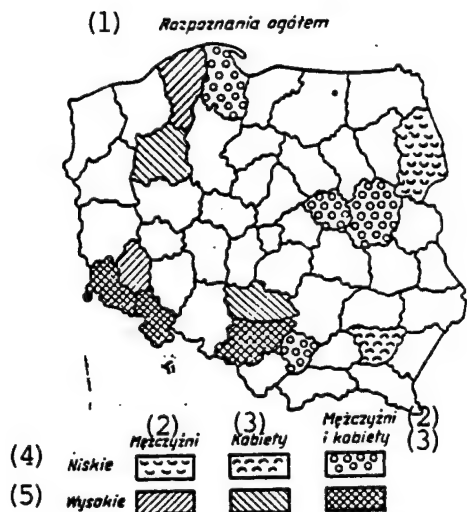 (1) Rozpoznania ogółem
(2) (3) (2)
Mężczyźni Kobiety Mężczyźni
i kobiety (3)
(4) Niskie
(5) Wysokie